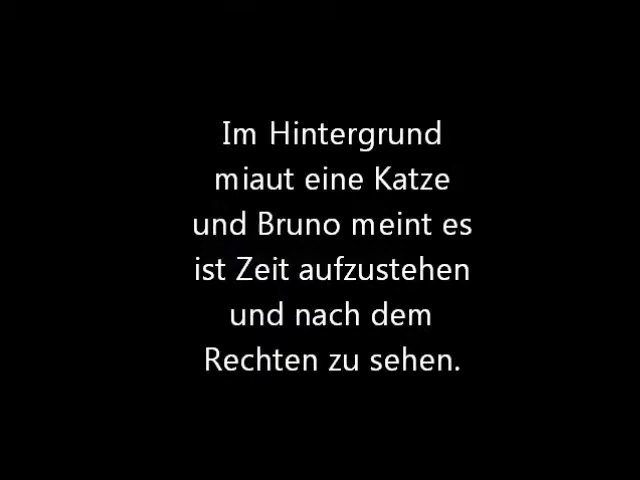 Im Hintergrund
miaut eine Katze
und Bruno meint es
ist Zeit aufzustehen
und nach dem
Rechten zu sehen.